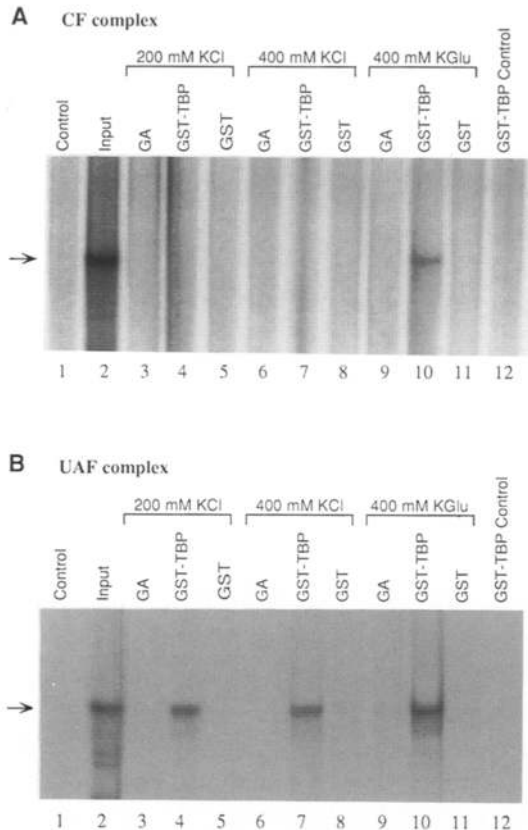 A CF complex
200 mM KCl 400 mM KCl 400 mM KGlu
Control Input GA GST-TBP GST GA GST-TBP GST GA GST-TBP GST GST-TBP Control
1 2 3 4 5 6 7 8 9 10 11 12
B UAF complex
200 mM KCl 400 mM KCl 400 mM KGlu
Control Input GA GST-TBP GST GA GST-TBP GST GA GST-TBP GST GST-TBP Control
1 2 3 4 5 6 7 8 9 10 11 12